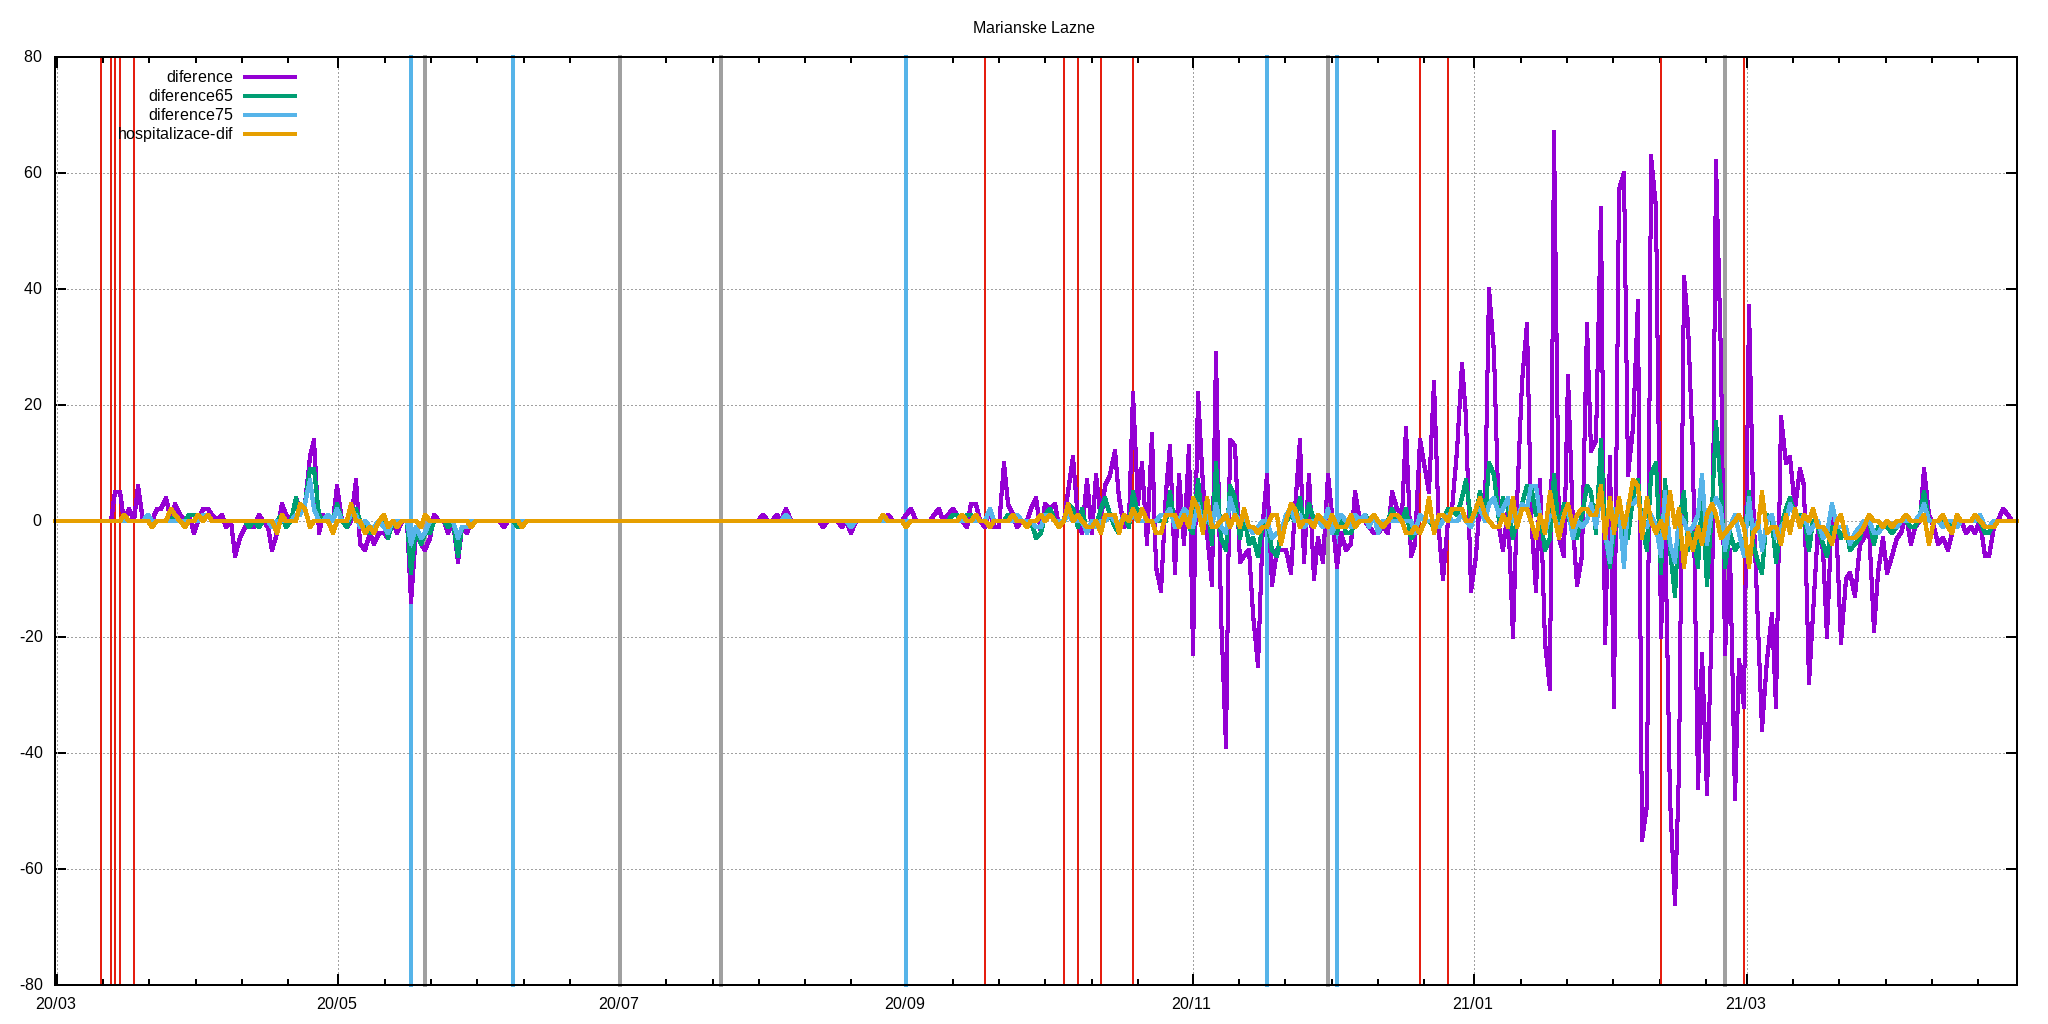 Marianske Lazne
80
diference
diference65
diference75
hospitalizace-dif
60
40
20
0
-20
-40
-60
-80
20/03 20/05 20/07 20/09 20/11 21/01 21/03